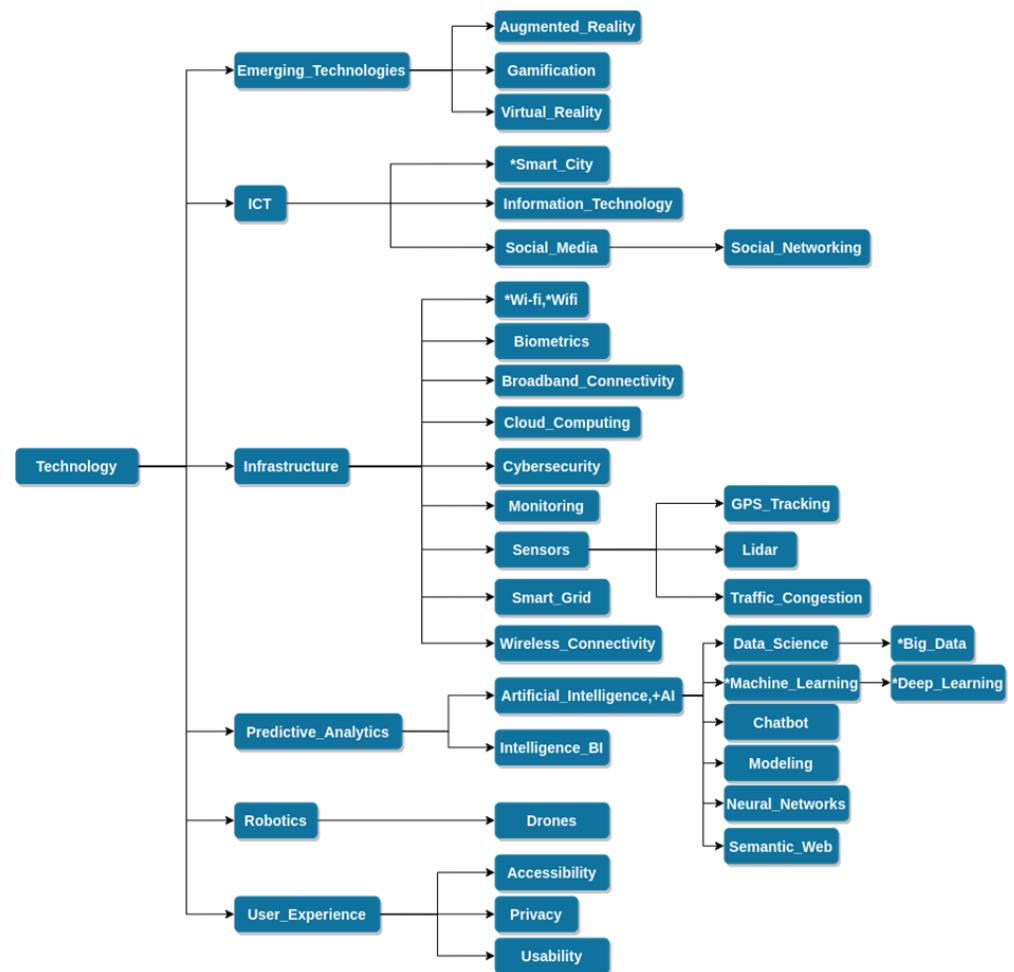 Augmented_Reality
Emerging_Technologies
Gamification
Virtual_Reality
*Smart_City
ICT
Information_Technology
Social_Media
Social_Networking
*Wi-fi,*Wifi
Biometrics
Broadband_Connectivity
Cloud_Computing
Technology
Infrastructure
Cybersecurity
Monitoring
GPS_Tracking
Sensors
Lidar
Smart_Grid
Traffic_Congestion
Wireless_Connectivity
Data_Science
*Big_Data
Artificial_Intelligence,+AI
*Machine_Learning
*Deep_Learning
Chatbot
Predictive_Analytics
Intelligence_BI
Modeling
Neural_Networks
Robotics
Drones
Semantic_Web
Accessibility
User_Experience
Privacy
Usability